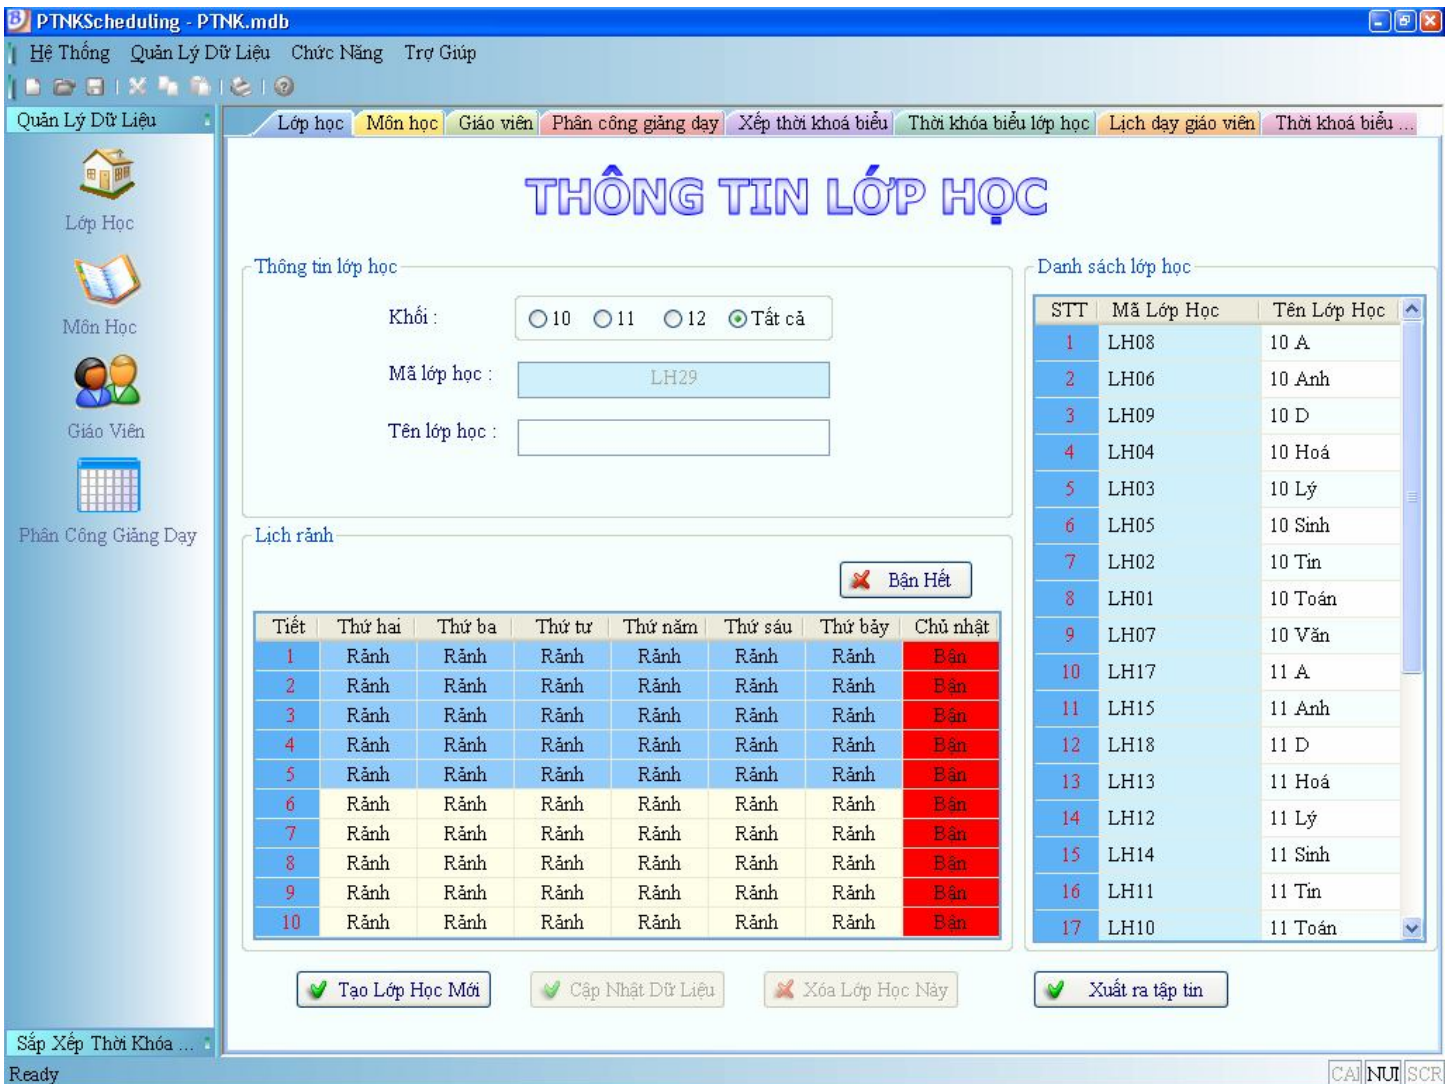 PTNKScheduling - PTNK.mdb
Hệ Thống Quản Lý Dữ Liệu Chức Năng Trợ Giúp
Quản Lý Dữ Liệu
Lớp Học
Môn Học
Giáo Viên
Phân Công Giảng Dạy
Sắp Xếp Thời Khóa ...
Lớp học Môn học Giáo viên Phân công giảng dạy Xếp thời khoá biểu Thời khóa biểu lớp học Lịch dạy giáo viên Thời khoá biểu ...
THÔNG TIN LỚP HỌC
Thông tin lớp học
Khối :
10 11 12 Tất cả
Mã lớp học : LH29
Tên lớp học :
Lịch rảnh
Bận Hết
Tiết Thứ hai Thứ ba Thứ tư Thứ năm Thứ sáu Thứ bảy Chủ nhật
1 Rảnh Rảnh Rảnh Rảnh Rảnh Rảnh Bận
2 Rảnh Rảnh Rảnh Rảnh Rảnh Rảnh Bận
3 Rảnh Rảnh Rảnh Rảnh Rảnh Rảnh Bận
4 Rảnh Rảnh Rảnh Rảnh Rảnh Rảnh Bận
5 Rảnh Rảnh Rảnh Rảnh Rảnh Rảnh Bận
6 Rảnh Rảnh Rảnh Rảnh Rảnh Rảnh Bận
7 Rảnh Rảnh Rảnh Rảnh Rảnh Rảnh Bận
8 Rảnh Rảnh Rảnh Rảnh Rảnh Rảnh Bận
9 Rảnh Rảnh Rảnh Rảnh Rảnh Rảnh Bận
10 Rảnh Rảnh Rảnh Rảnh Rảnh Rảnh Bận
Danh sách lớp học
STT Mã Lớp Học Tên Lớp Học
1 LH08 10 A
2 LH06 10 Anh
3 LH09 10 D
4 LH04 10 Hoá
5 LH03 10 Lý
6 LH05 10 Sinh
7 LH02 10 Tin
8 LH01 10 Toán
9 LH07 10 Văn
10 LH17 11 A
11 LH15 11 Anh
12 LH18 11 D
13 LH13 11 Hoá
14 LH12 11 Lý
15 LH14 11 Sinh
16 LH11 11 Tin
17 LH10 11 Toán
Tạo Lớp Học Mới Cập Nhật Dữ Liệu Xóa Lớp Học Này Xuất ra tập tin
Ready
NUI SCR